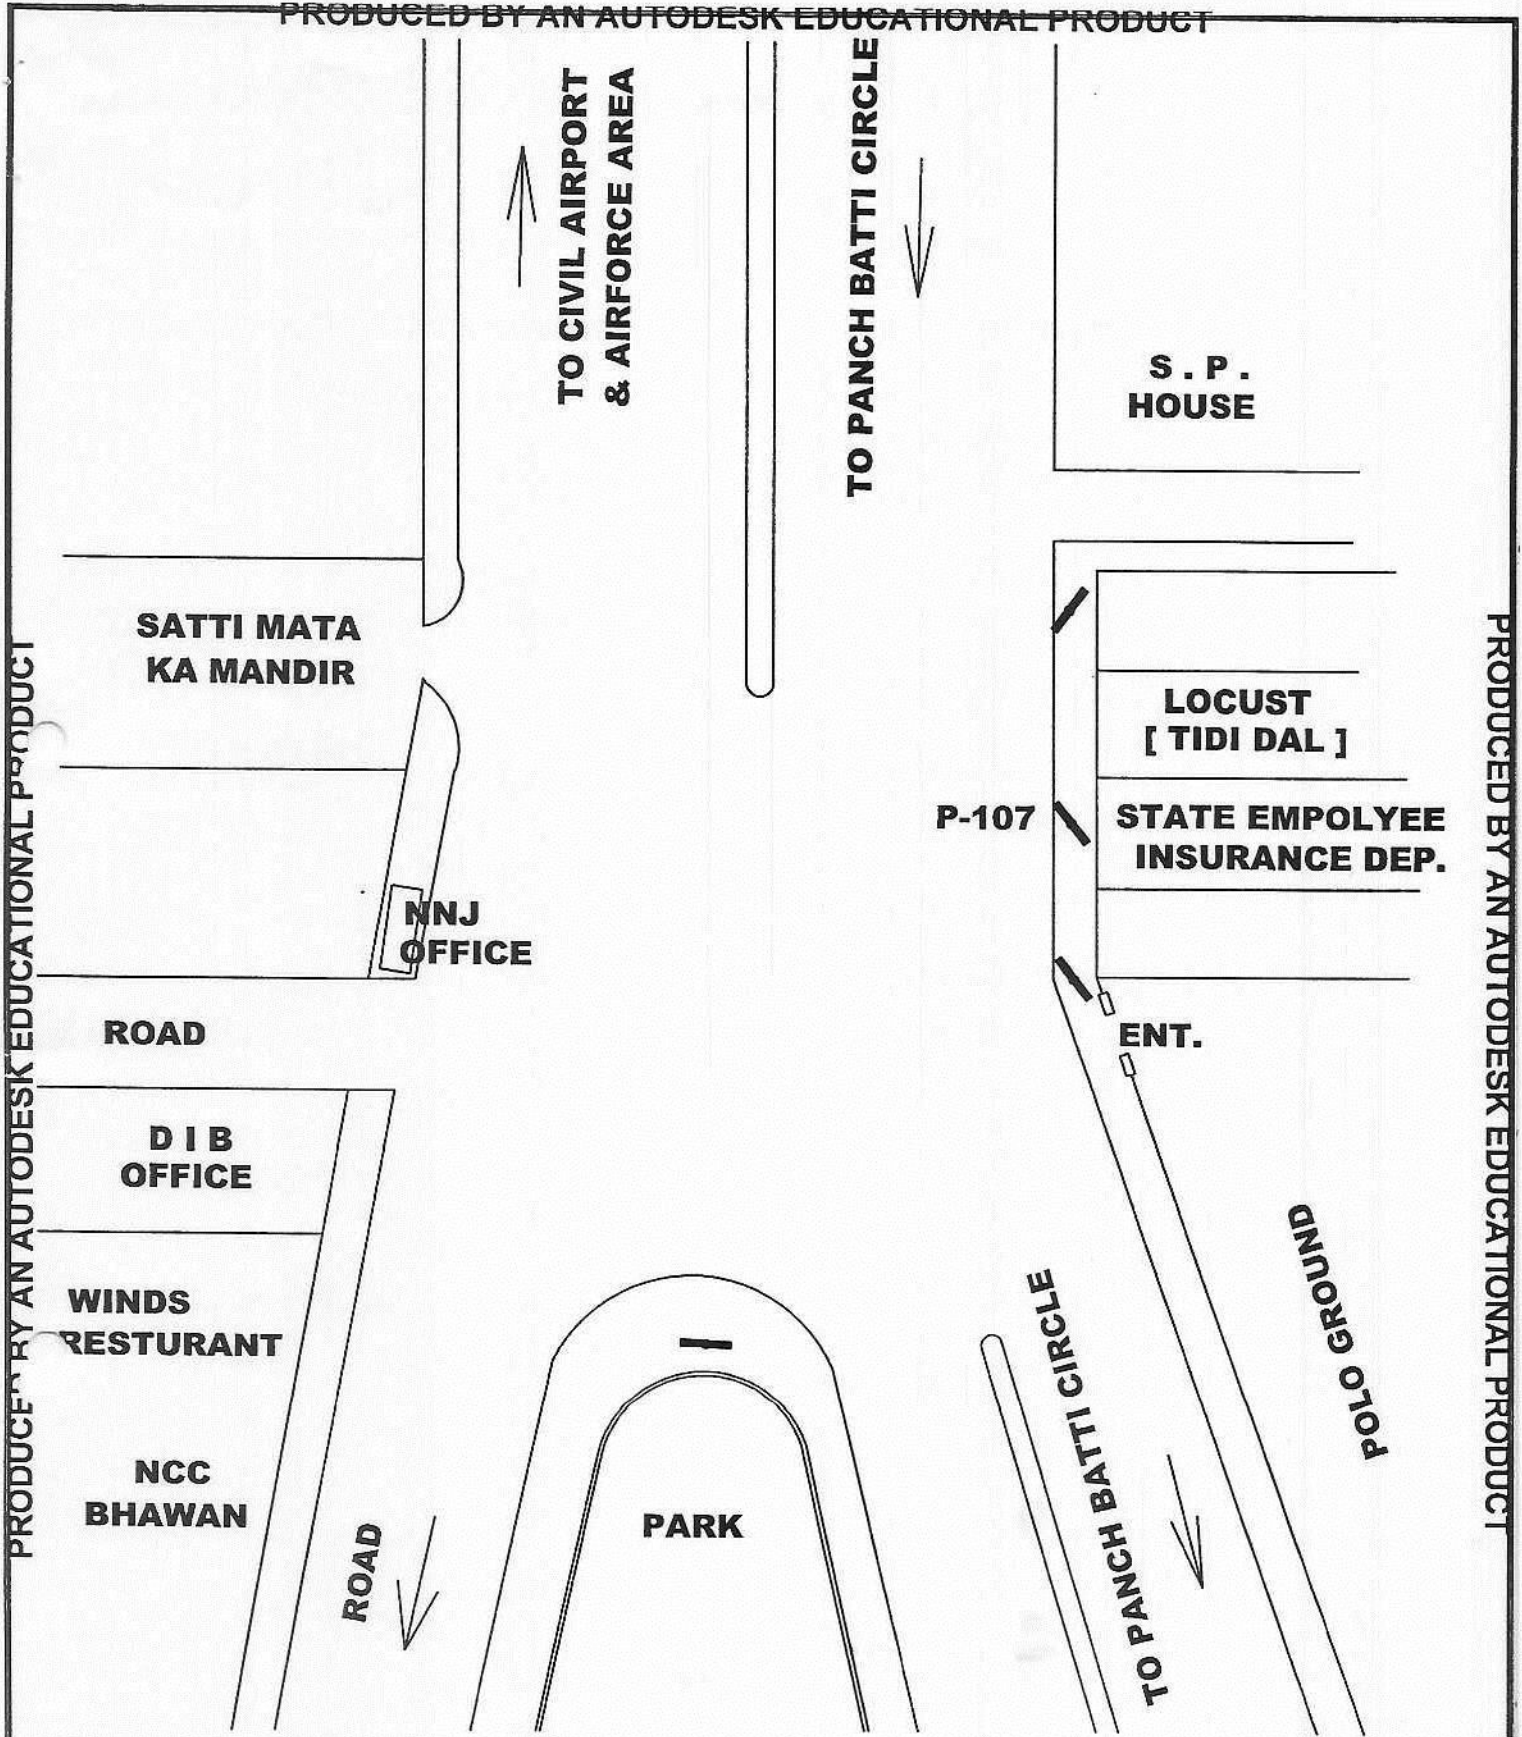 PRODUCED BY AN AUTODESK EDUCATIONAL PRODUCT
TO CIVIL AIRPORT
& AIRFORCE AREA
TO PANCH BATTI CIRCLE
S . P .
HOUSE
SATTI MATA
KA MANDIR
LOCUST
[ TIDI DAL ]
P-107
STATE EMPOLYEE
INSURANCE DEP.
NNJ
OFFICE
ROAD
ENT.
D I B
OFFICE
WINDS
RESTURANT
NCC
BHAWAN
ROAD
PARK
TO PANCH BATTI CIRCLE
POLO GROUND
PRODUCED BY AN AUTODESK EDUCATIONAL PRODUCT
PRODUCED BY AN AUTODESK EDUCATIONAL PRODUCT